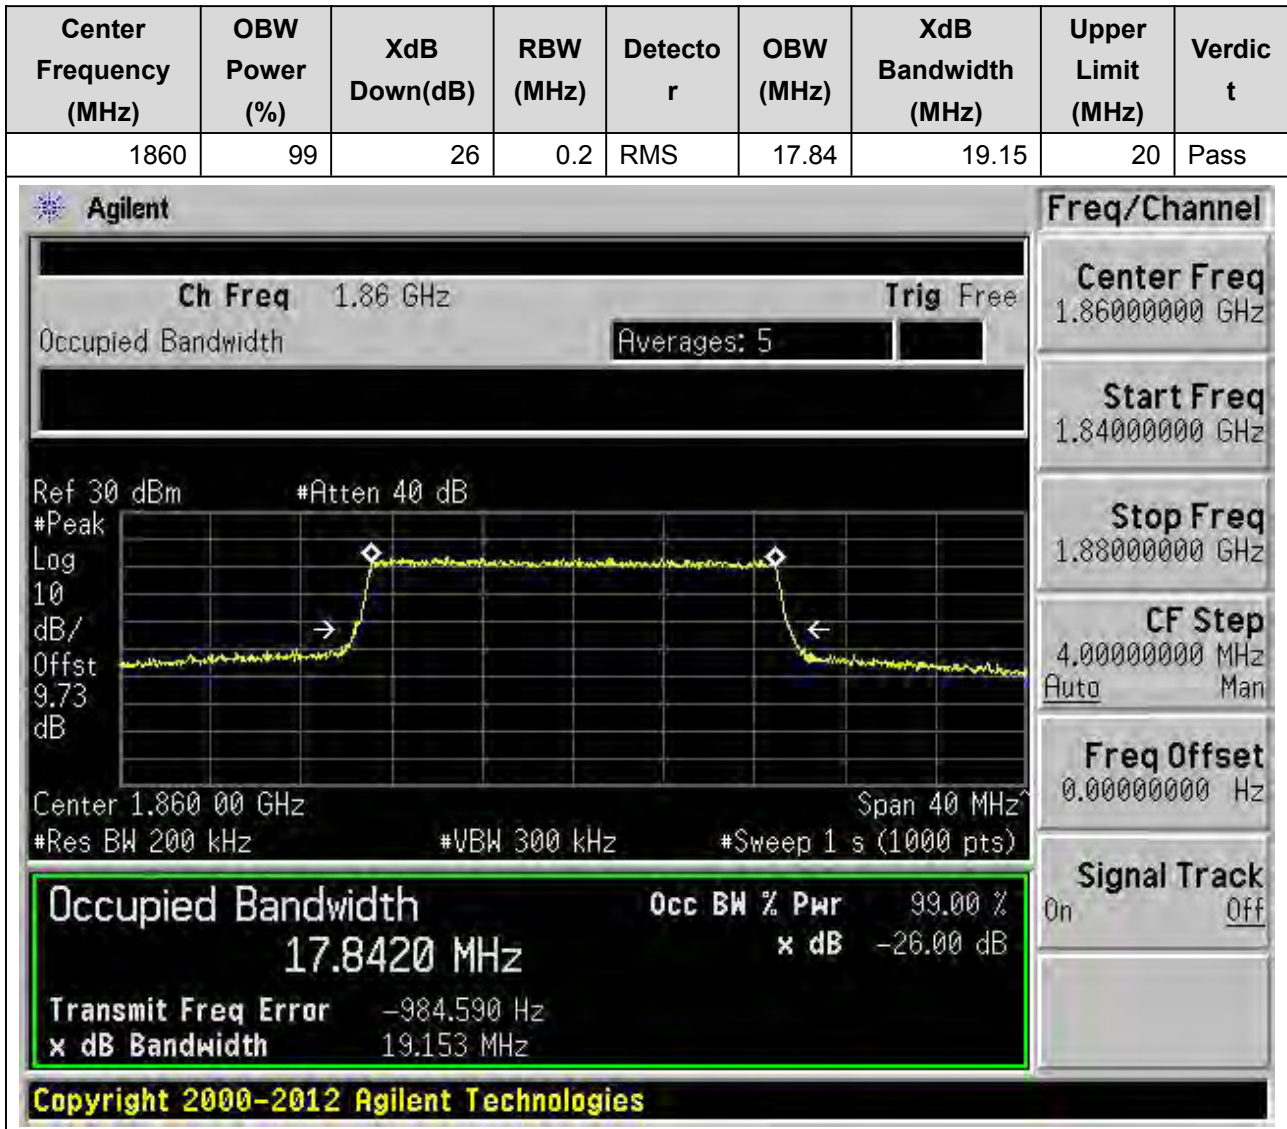 Center Frequency (MHz) OBW Power (%) XdB Down(dB) RBW (MHz) Detector OBW (MHz) XdB Bandwidth (MHz) Upper Limit (MHz) Verdict
1860 99 26 0.2 RMS 17.84 19.15 20 Pass
Agilent
Freq/Channel
Ch Freq 1.86 GHz Trig Free
Occupied Bandwidth Averages: 5
Center Freq
1.86000000 GHz
Start Freq
1.84000000 GHz
Stop Freq
1.88000000 GHz
CF Step
4.00000000 MHz
Auto Man
Freq Offset
0.00000000 Hz
Signal Track
On Off
Ref 30 dBm #Atten 40 dB
#Peak
Log
10
dB/
Offst
9.73
dB
Center 1.860 00 GHz Span 40 MHz^
#Res BW 200 kHz #VBW 300 kHz #Sweep 1 s (1000 pts)
Occupied Bandwidth Occ BW % Pwr 99.00 %
17.8420 MHz x dB -26.00 dB
Transmit Freq Error -984.590 Hz
x dB Bandwidth 19.153 MHz
Copyright 2000-2012 Agilent Technologies